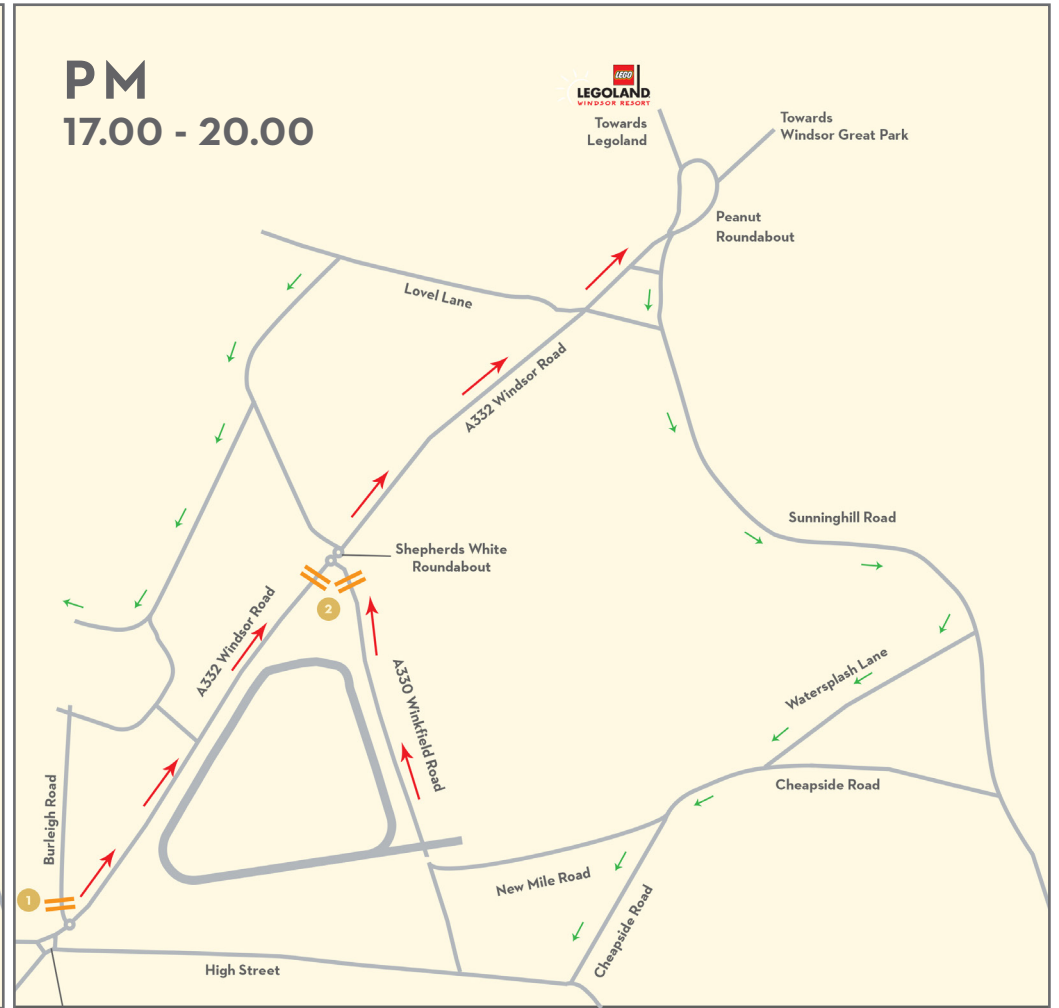 PM
17.00 - 20.00
LEGO
LEGOLAND
WINDSOR RESORT
Towards
Legoland
Towards
Windsor Great Park
Peanut
Roundabout
Lovel Lane
A332 Windsor Road
Sunninghill Road
Shepherds White
Roundabout
2
A332 Windsor Road
A330 Winkfield Road
Watersplash Lane
Cheapside Road
Burleigh Road
New Mile Road
1
Cheapside Road
High Street